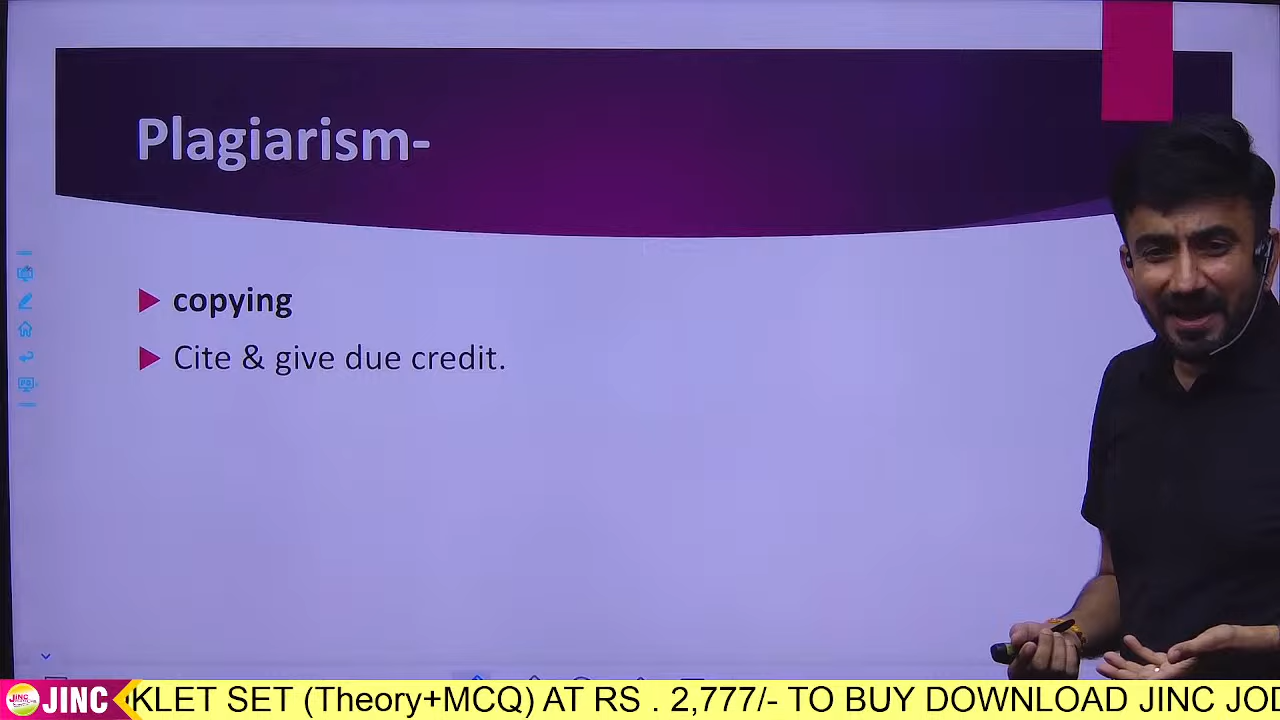 Plagiarism-
copying
Cite & give due credit.
JINC
KLET SET (Theory+MCQ) AT RS . 2,777/- TO BUY DOWNLOAD JINC JOD